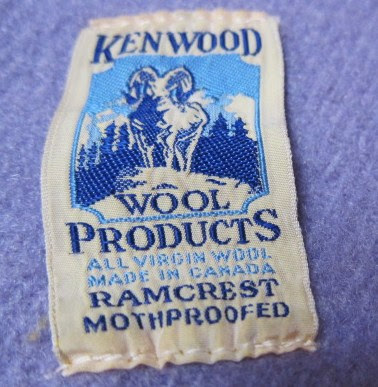 KENWOOD
WOOL
PRODUCTS
ALL VIRGIN WOOL
MADE IN CANADA
RAMCREST
MOTHPROOFED